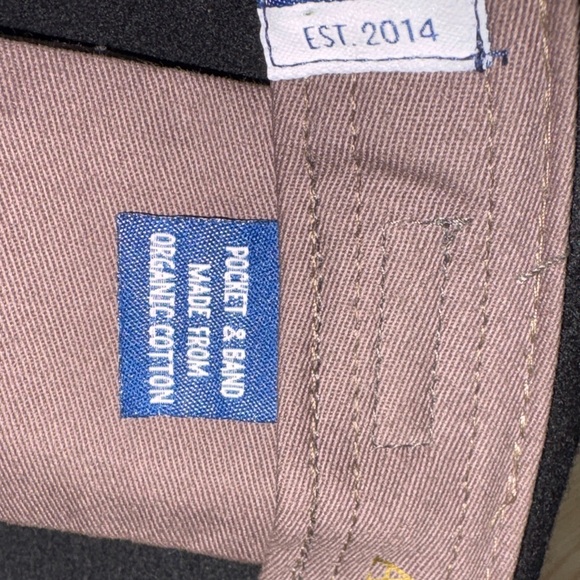 EST. 2014
POCKET & BAND
MADE FROM
ORGANIC COTTON